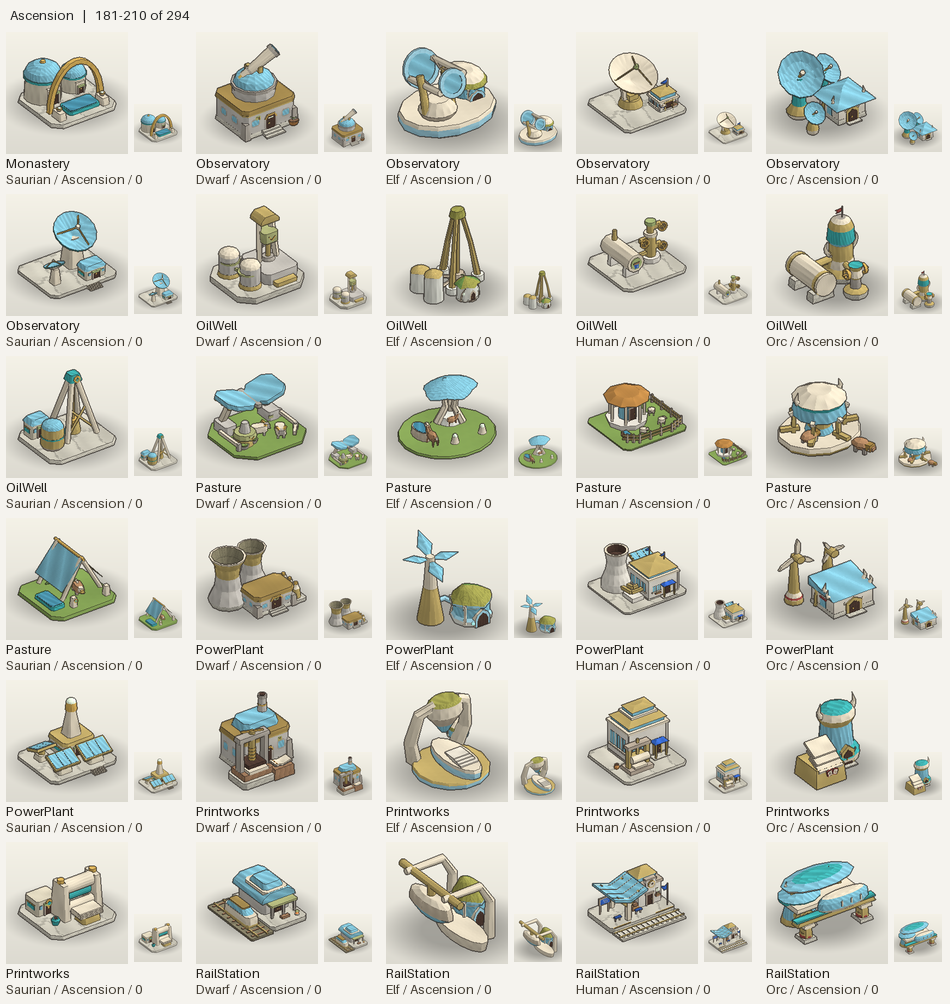 Ascension | 181-210 of 294
Monastery
Saurian / Ascension / 0
Observatory
Dwarf / Ascension / 0
Observatory
Elf / Ascension / 0
Observatory
Human / Ascension / 0
Observatory
Orc / Ascension / 0
Observatory
Saurian / Ascension / 0
OilWell
Dwarf / Ascension / 0
OilWell
Elf / Ascension / 0
OilWell
Human / Ascension / 0
OilWell
Orc / Ascension / 0
OilWell
Saurian / Ascension / 0
Pasture
Dwarf / Ascension / 0
Pasture
Elf / Ascension / 0
Pasture
Human / Ascension / 0
Pasture
Orc / Ascension / 0
Pasture
Saurian / Ascension / 0
PowerPlant
Dwarf / Ascension / 0
PowerPlant
Elf / Ascension / 0
PowerPlant
Human / Ascension / 0
PowerPlant
Orc / Ascension / 0
PowerPlant
Saurian / Ascension / 0
Printworks
Dwarf / Ascension / 0
Printworks
Elf / Ascension / 0
Printworks
Human / Ascension / 0
Printworks
Orc / Ascension / 0
Printworks
Saurian / Ascension / 0
RailStation
Dwarf / Ascension / 0
RailStation
Elf / Ascension / 0
RailStation
Human / Ascension / 0
RailStation
Orc / Ascension / 0